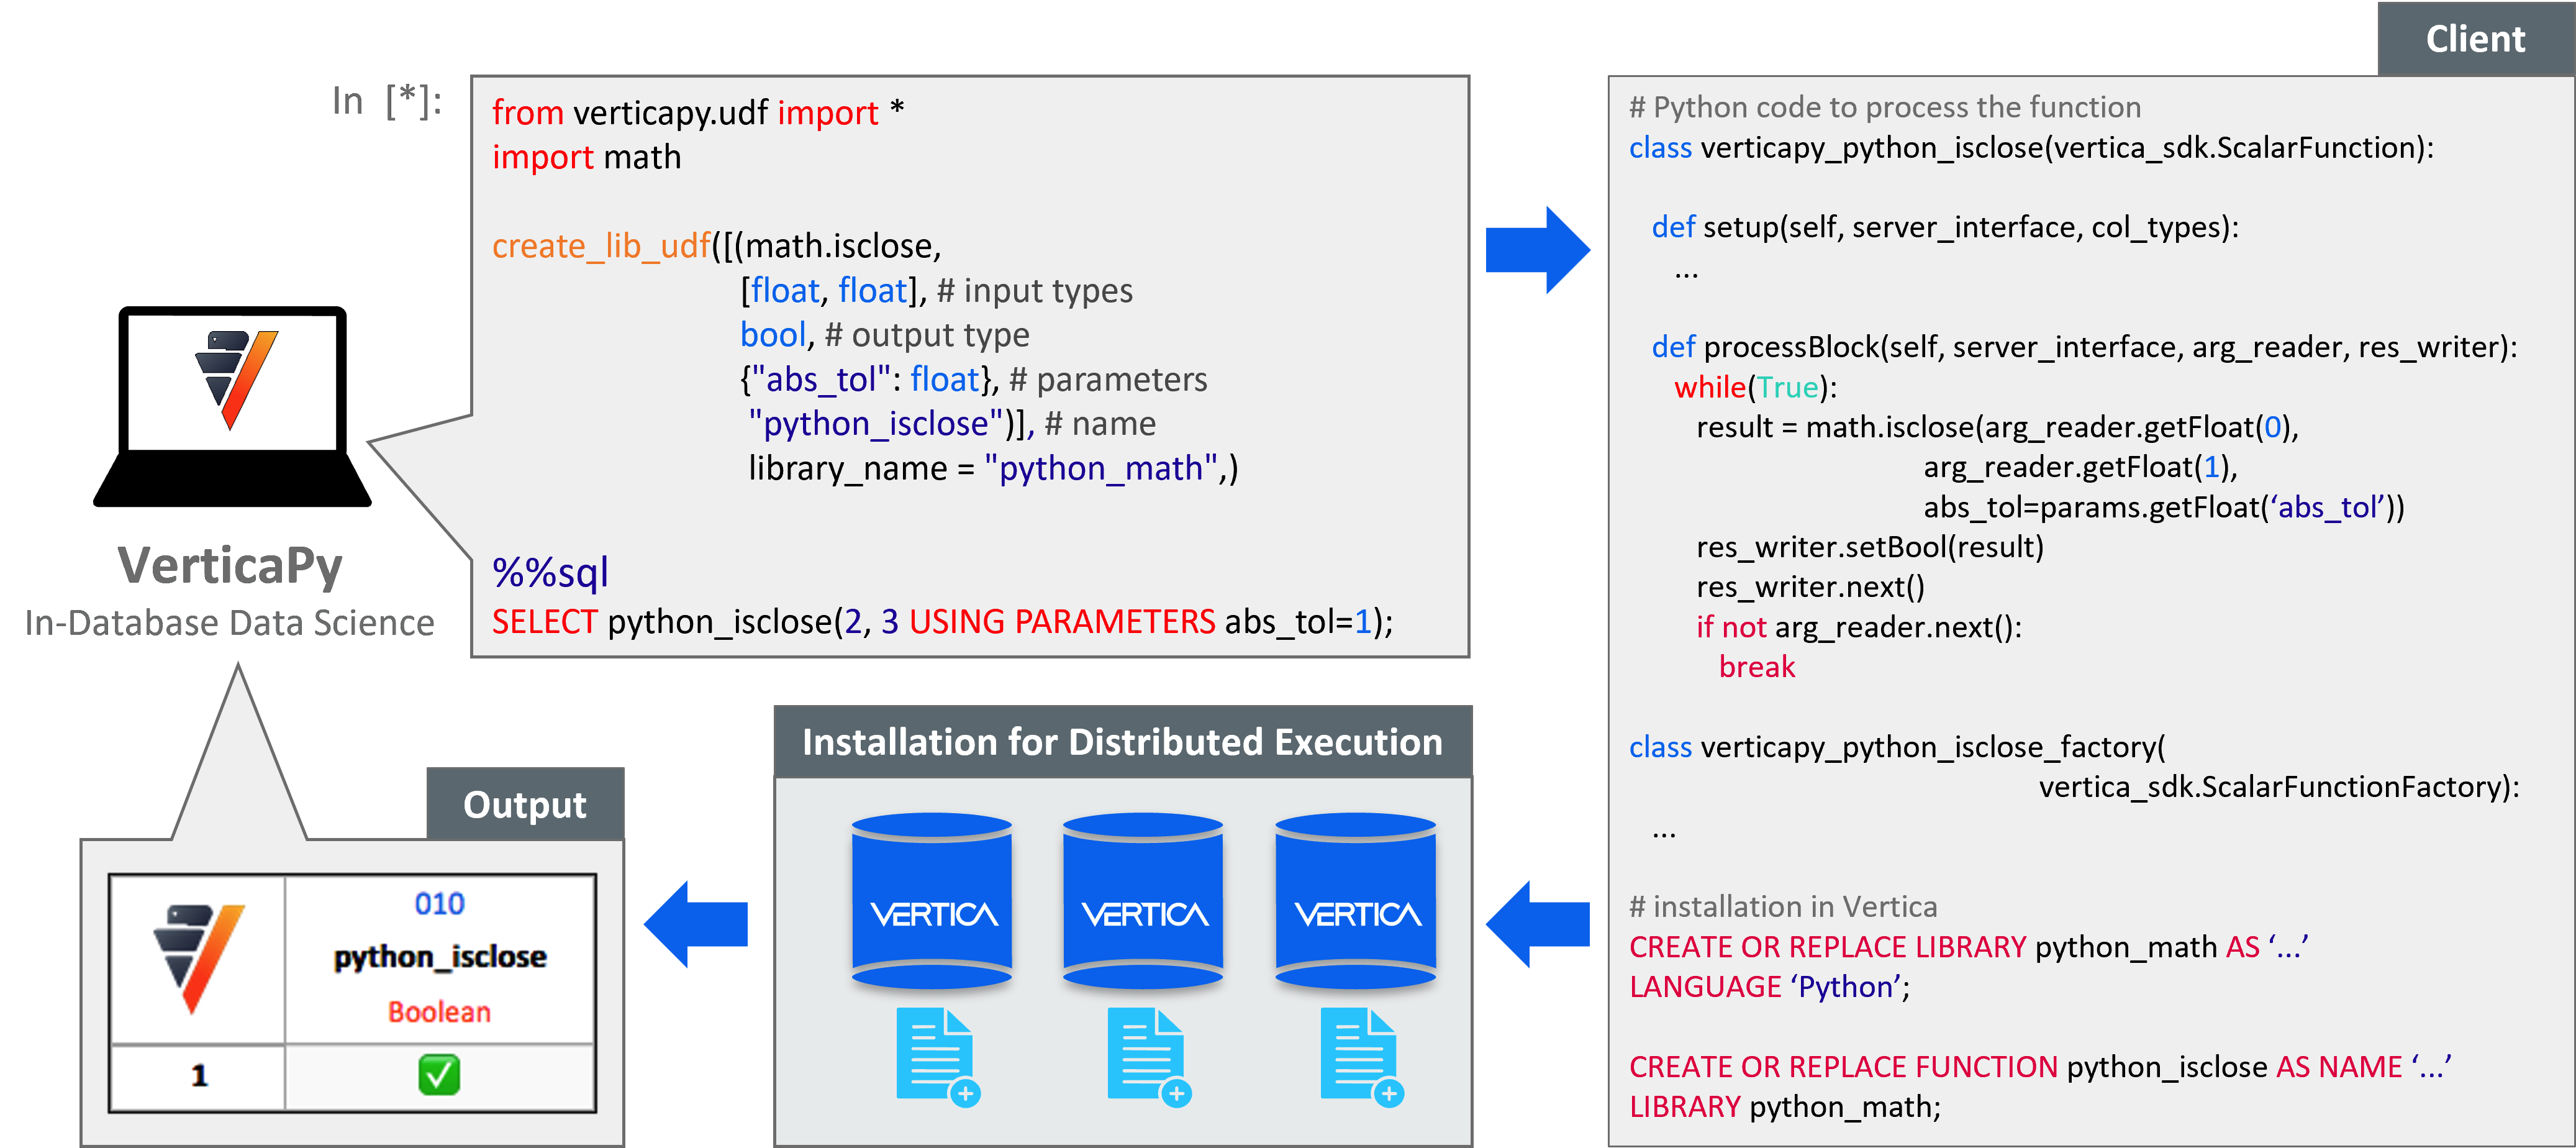 In [*]:
from verticapy.udf import *
import math
create_lib_udf([(math.isclose,
[float, float], # input types
bool, # output type
{"abs_tol": float}, # parameters
"python_isclose")], # name
library_name = "python_math",)
%%sql
SELECT python_isclose(2, 3 USING PARAMETERS abs_tol=1);
VerticaPy
In-Database Data Science
Client
# Python code to process the function
class verticapy_python_isclose(vertica_sdk.ScalarFunction):
def setup(self, server_interface, col_types):
...
def processBlock(self, server_interface, arg_reader, res_writer):
while(True):
result = math.isclose(arg_reader.getFloat(0),
arg_reader.getFloat(1),
abs_tol=params.getFloat(‘abs_tol’))
res_writer.setBool(result)
res_writer.next()
if not arg_reader.next():
break
class verticapy_python_isclose_factory(
vertica_sdk.ScalarFunctionFactory):
...
# installation in Vertica
CREATE OR REPLACE LIBRARY python_math AS ‘...’
LANGUAGE ‘Python’;
CREATE OR REPLACE FUNCTION python_isclose AS NAME ‘...’
LIBRARY python_math;
Installation for Distributed Execution
VERTICA
VERTICA
VERTICA
Output
010
python_isclose
Boolean
1